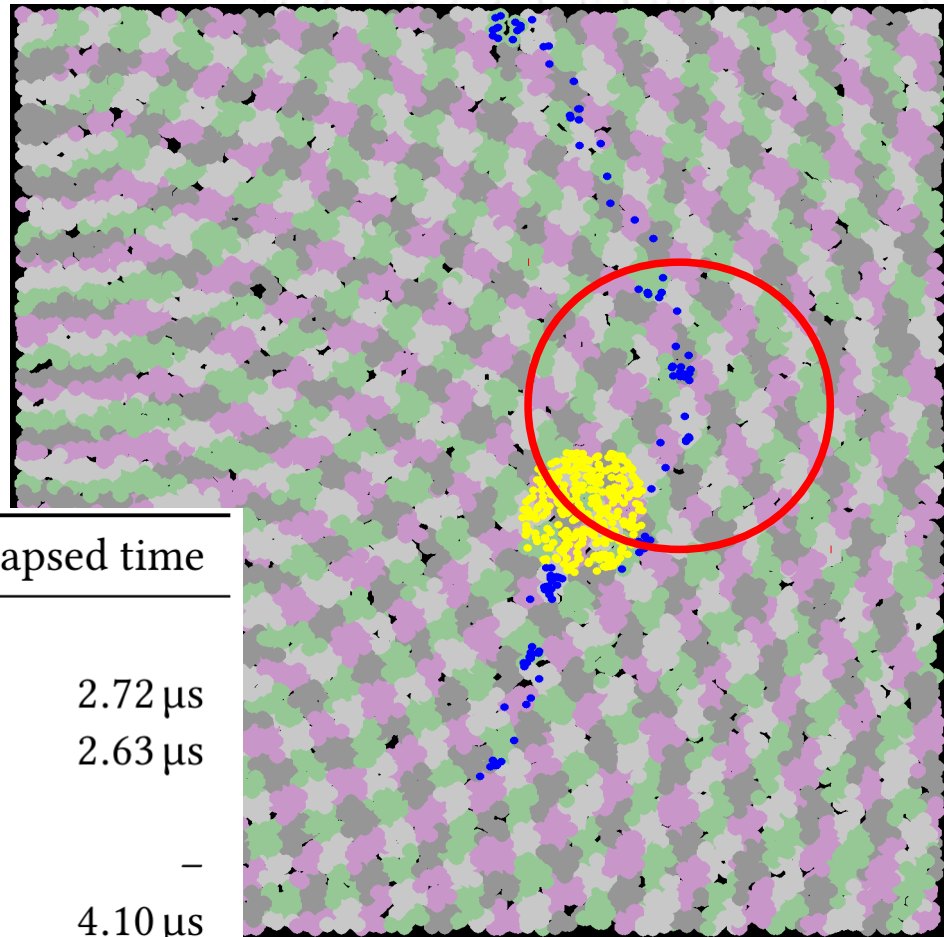 apsed time
2.72 µs
2.63 µs
–
4.10 µs